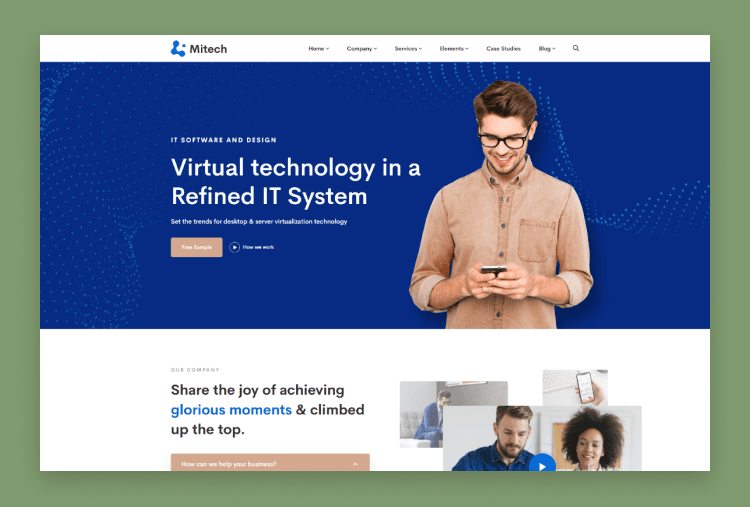 Mitech
Home Company Services Elements Case Studies Blog
IT SOFTWARE AND DESIGN
Virtual technology in a
Refined IT System
Set the trends for desktop & server virtualization technology
Free Sample How we work
OUR COMPANY
Share the joy of achieving
glorious moments & climbed
up the top.
How can we help your business?